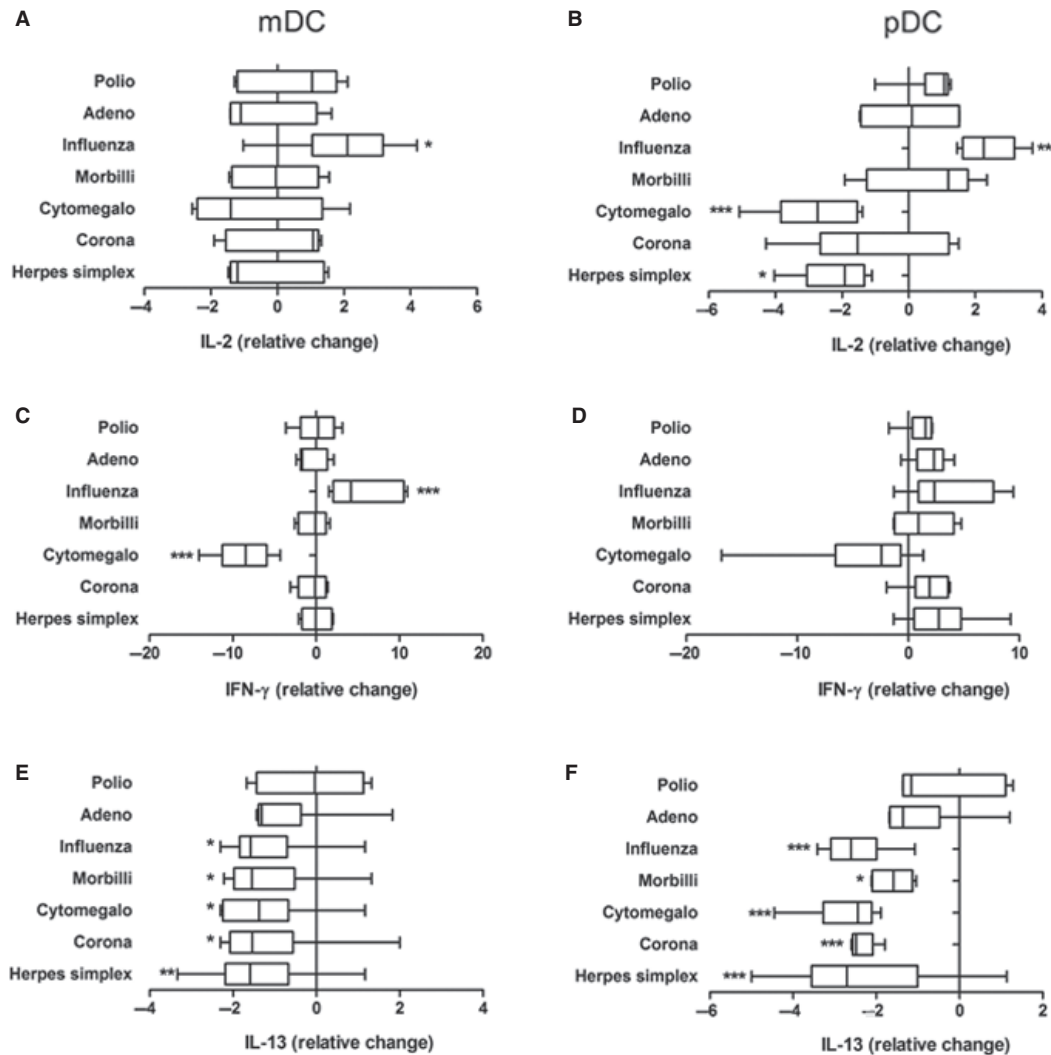 A mDC
B pDC
Polio
Adeno
Influenza *
Morbilli
Cytomegalo
Corona
Herpes simplex
–4 –2 0 2 4 6
IL-2 (relative change)
Polio
Adeno
Influenza **
Morbilli
Cytomegalo ***
Corona
Herpes simplex *
–6 –4 –2 0 2 4
IL-2 (relative change)
C
Polio
Adeno
Influenza ***
Morbilli
Cytomegalo ***
Corona
Herpes simplex
–20 –10 0 10 20
IFN-γ (relative change)
D
Polio
Adeno
Influenza
Morbilli
Cytomegalo
Corona
Herpes simplex
–20 –10 0 10
IFN-γ (relative change)
E
Polio
Adeno
Influenza *
Morbilli *
Cytomegalo *
Corona *
Herpes simplex **
–4 –2 0 2 4
IL-13 (relative change)
F
Polio
Adeno
Influenza ***
Morbilli *
Cytomegalo ***
Corona ***
Herpes simplex ***
–6 –4 –2 0 2
IL-13 (relative change)